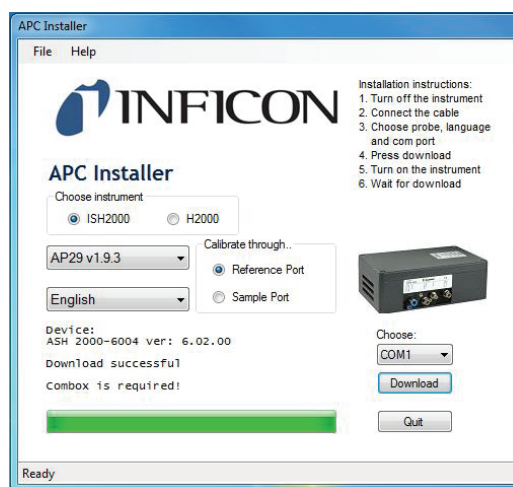 APC Installer
File Help
INFICON
APC Installer
Installation instructions:
1. Turn off the instrument
2. Connect the cable
3. Choose probe, language
and com port
4. Press download
5. Turn on the instrument
6. Wait for download
Choose instrument
ISH2000 H2000
AP29 v1.9.3
English
Calibrate through..
Reference Port
Sample Port
Device:
ASH 2000-6004 ver: 6.02.00
Download successful
Combox is required!
Choose:
COM1
Download
Quit
Ready